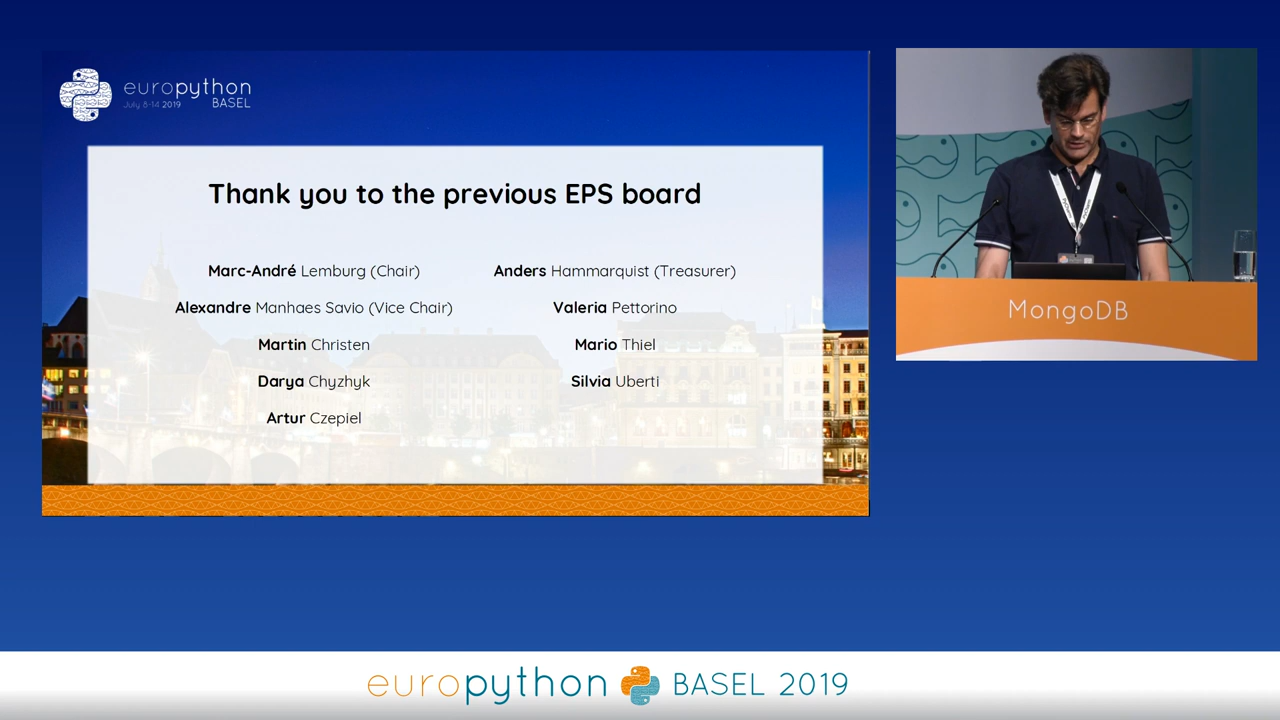 europython
July 8-14 2019 BASEL
Thank you to the previous EPS board
Marc-André Lemburg (Chair)
Alexandre Manhaes Savio (Vice Chair)
Martin Christen
Darya Chyzhyk
Artur Czepiel
Anders Hammarquist (Treasurer)
Valeria Pettorino
Mario Thiel
Silvia Uberti
MongoDB
europython BASEL 2019